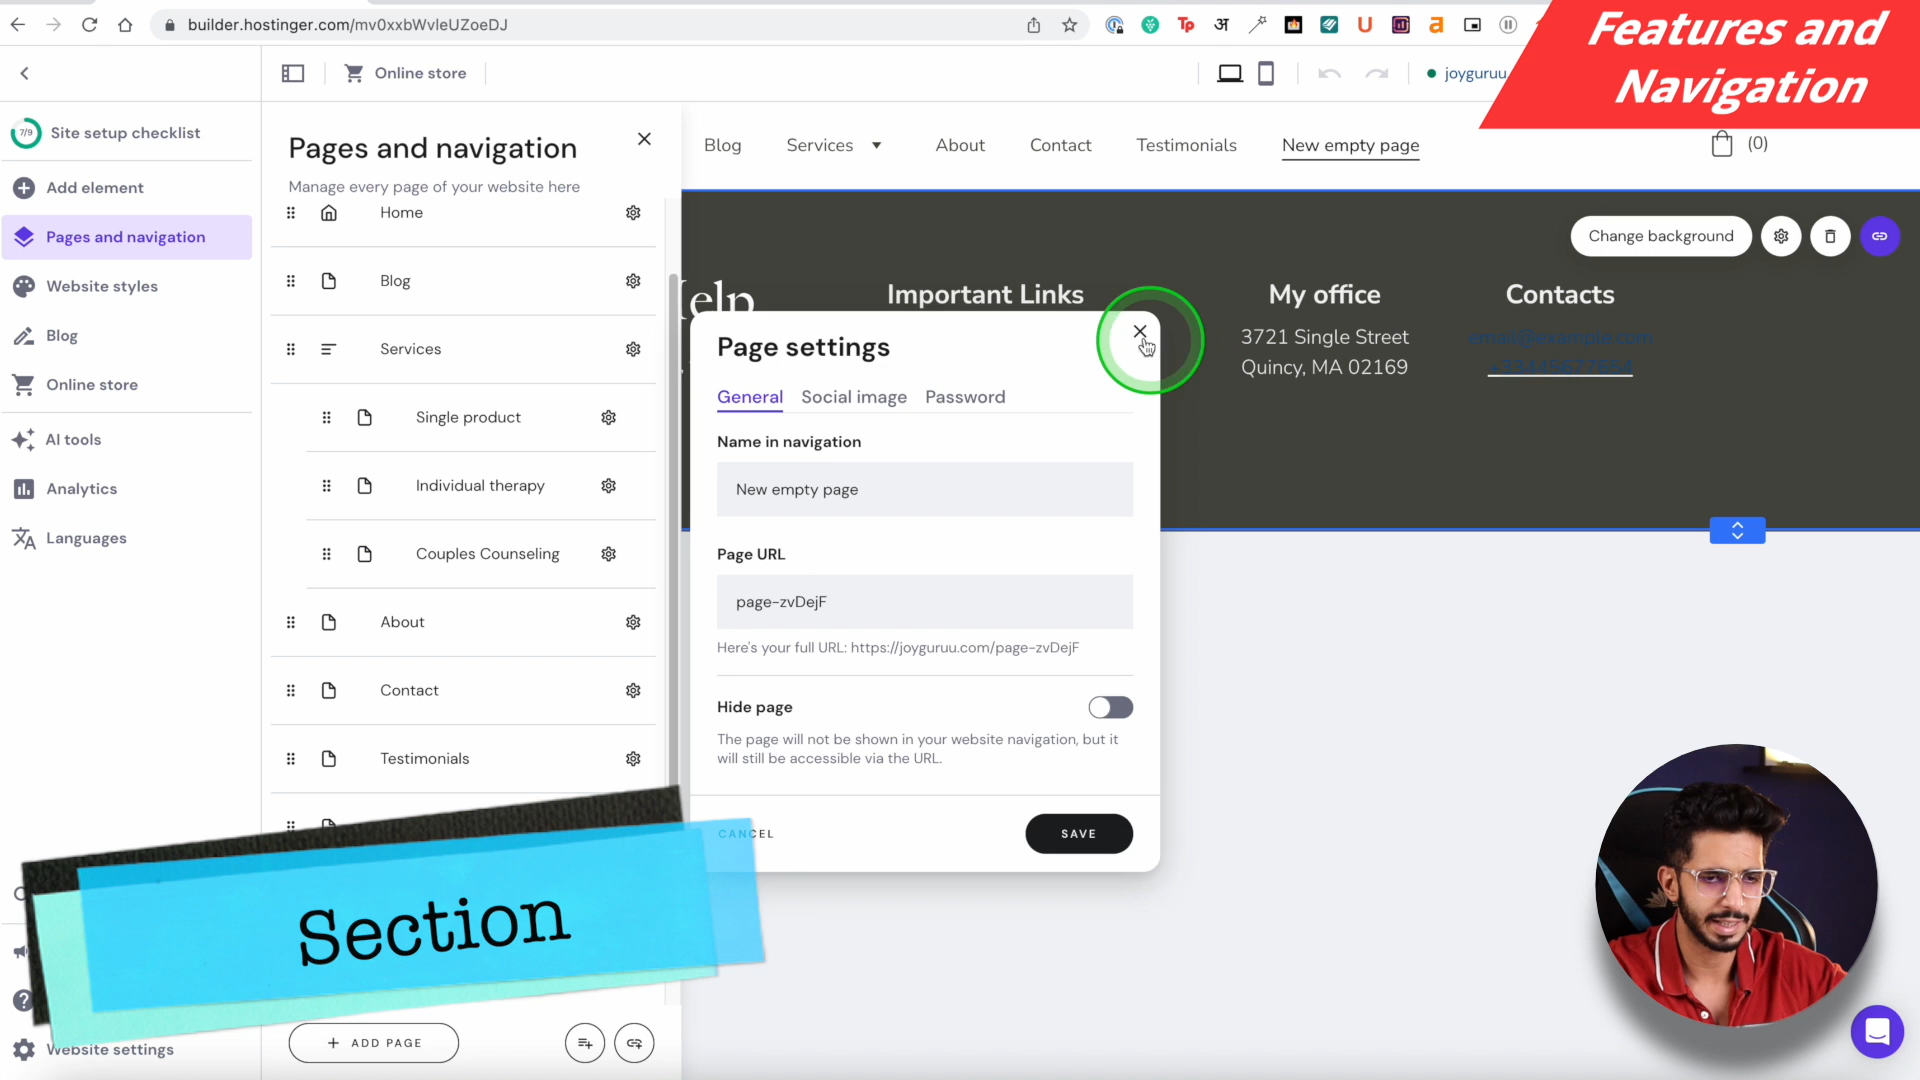 builder.hostinger.com/mv0xxbWvIeUZoeDJ
Features and
Navigation
Online store
joyguruu.
7/9
Site setup checklist
Add element
Pages and navigation
Website styles
Blog
Online store
AI tools
Analytics
Languages
Website settings
Pages and navigation
Manage every page of your website here
Home
Blog
Services
Single product
Individual therapy
Couples Counseling
About
Contact
Testimonials
ADD PAGE
Blog
Services
About
Contact
Testimonials
New empty page
(0)
Change background
Important Links
My office
3721 Single Street
Quincy, MA 02169
Contacts
email@example.com
Page settings
General
Social image
Password
Name in navigation
New empty page
Page URL
page-zvDejF
Here's your full URL: https://joyguruu.com/page-zvDejF
Hide page
The page will not be shown in your website navigation, but it
will still be accessible via the URL.
CANCEL
SAVE
Section